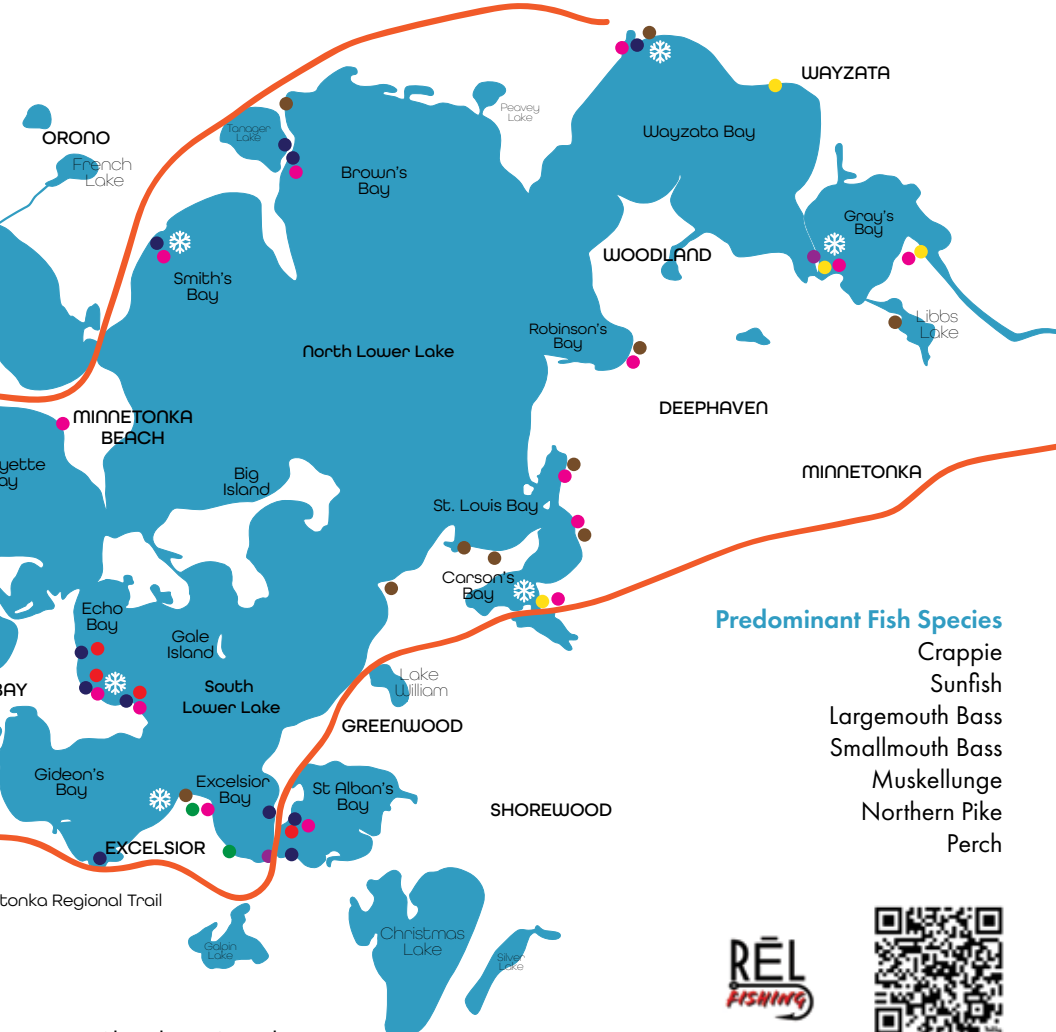 WAYZATA
Peavey
Lake
Tanager
Lake
Wayzata Bay
ORONO
French
Lake
Brown's
Bay
Gray's
Bay
WOODLAND
Smith's
Bay
Libbs
Lake
Robinson's
Bay
North Lower Lake
DEEPHAVEN
MINNETONKA
BEACH
yette
ay
Big
Island
MINNETONKA
St. Louis Bay
Carson's
Bay
Echo
Bay
Gale
Island
Predominant Fish Species
Crappie
Sunfish
Largemouth Bass
Smallmouth Bass
Muskellunge
Northern Pike
Perch
Lake
William
BAY
South
Lower Lake
GREENWOOD
Gideon's
Bay
Excelsior
Bay
St Alban's
Bay
SHOREWOOD
EXCELSIOR
tonka Regional Trail
Christmas
Lake
Galpin
Lake
Silver
Lake
RĒL
FISHING